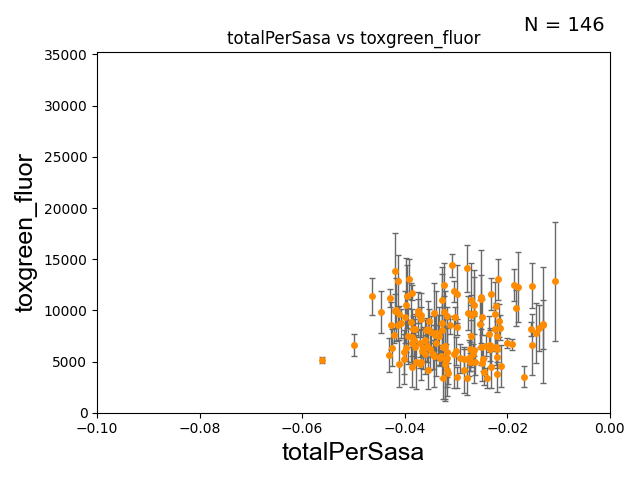 N = 146
totalPerSasa vs toxgreen_fluor
35000
30000
25000
20000
15000
10000
5000
0
toxgreen_fluor
−0.10 −0.08 −0.06 −0.04 −0.02 0.00
totalPerSasa